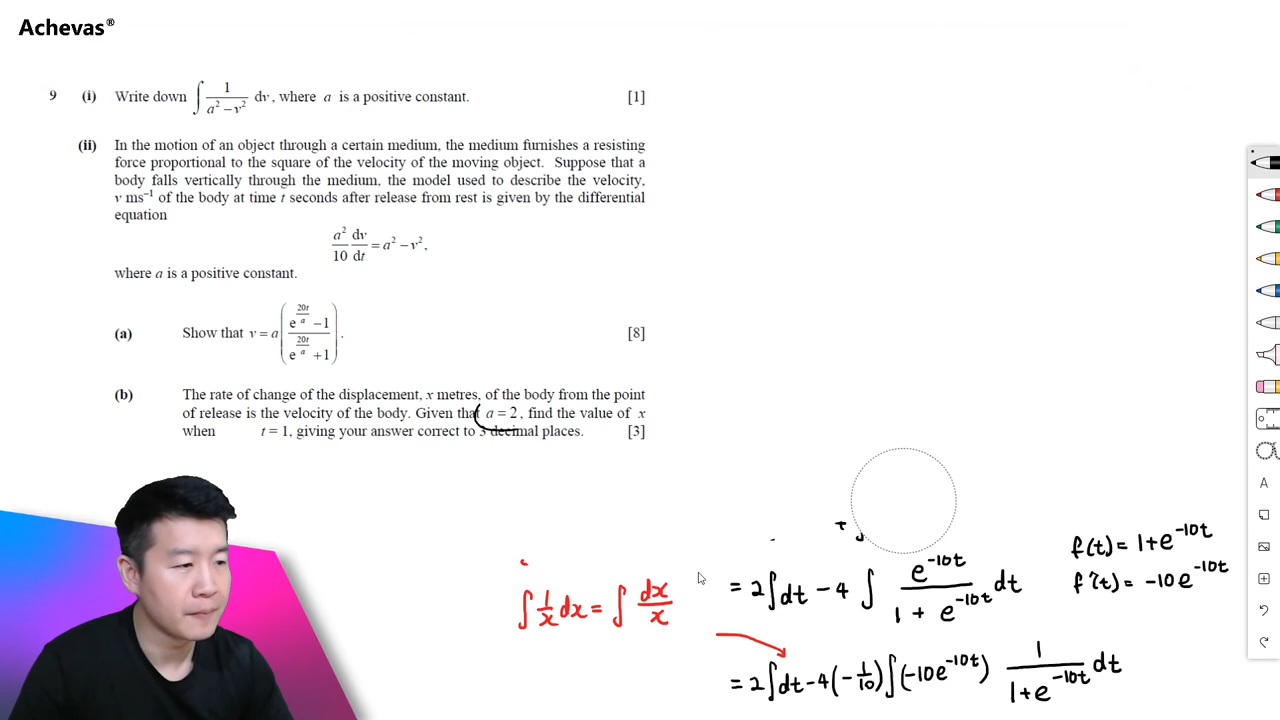 Achevas®
9 (i) Write down ∫ 1/(a² − v²) dv, where a is a positive constant. [1]
(ii) In the motion of an object through a certain medium, the medium furnishes a resisting
force proportional to the square of the velocity of the moving object. Suppose that a
body falls vertically through the medium, the model used to describe the velocity,
v ms⁻¹ of the body at time t seconds after release from rest is given by the differential
equation
a²/10 dv/dt = a² − v²,
where a is a positive constant.
(a) Show that v = a((e^(20t/a) − 1)/(e^(20t/a) + 1)). [8]
(b) The rate of change of the displacement, x metres, of the body from the point
of release is the velocity of the body. Given that a = 2, find the value of x
when t = 1, giving your answer correct to 3 decimal places. [3]
f(t) = 1+e^(-10t)
= 2∫dt − 4∫ e^(-10t)/(1 + e^(-10t)) dt
f'(t) = -10e^(-10t)
∫ 1/x dx = ∫ dx/x
= 2∫dt − 4(−1/10)∫(−10e^(-10t)) 1/(1+e^(-10t)) dt
A